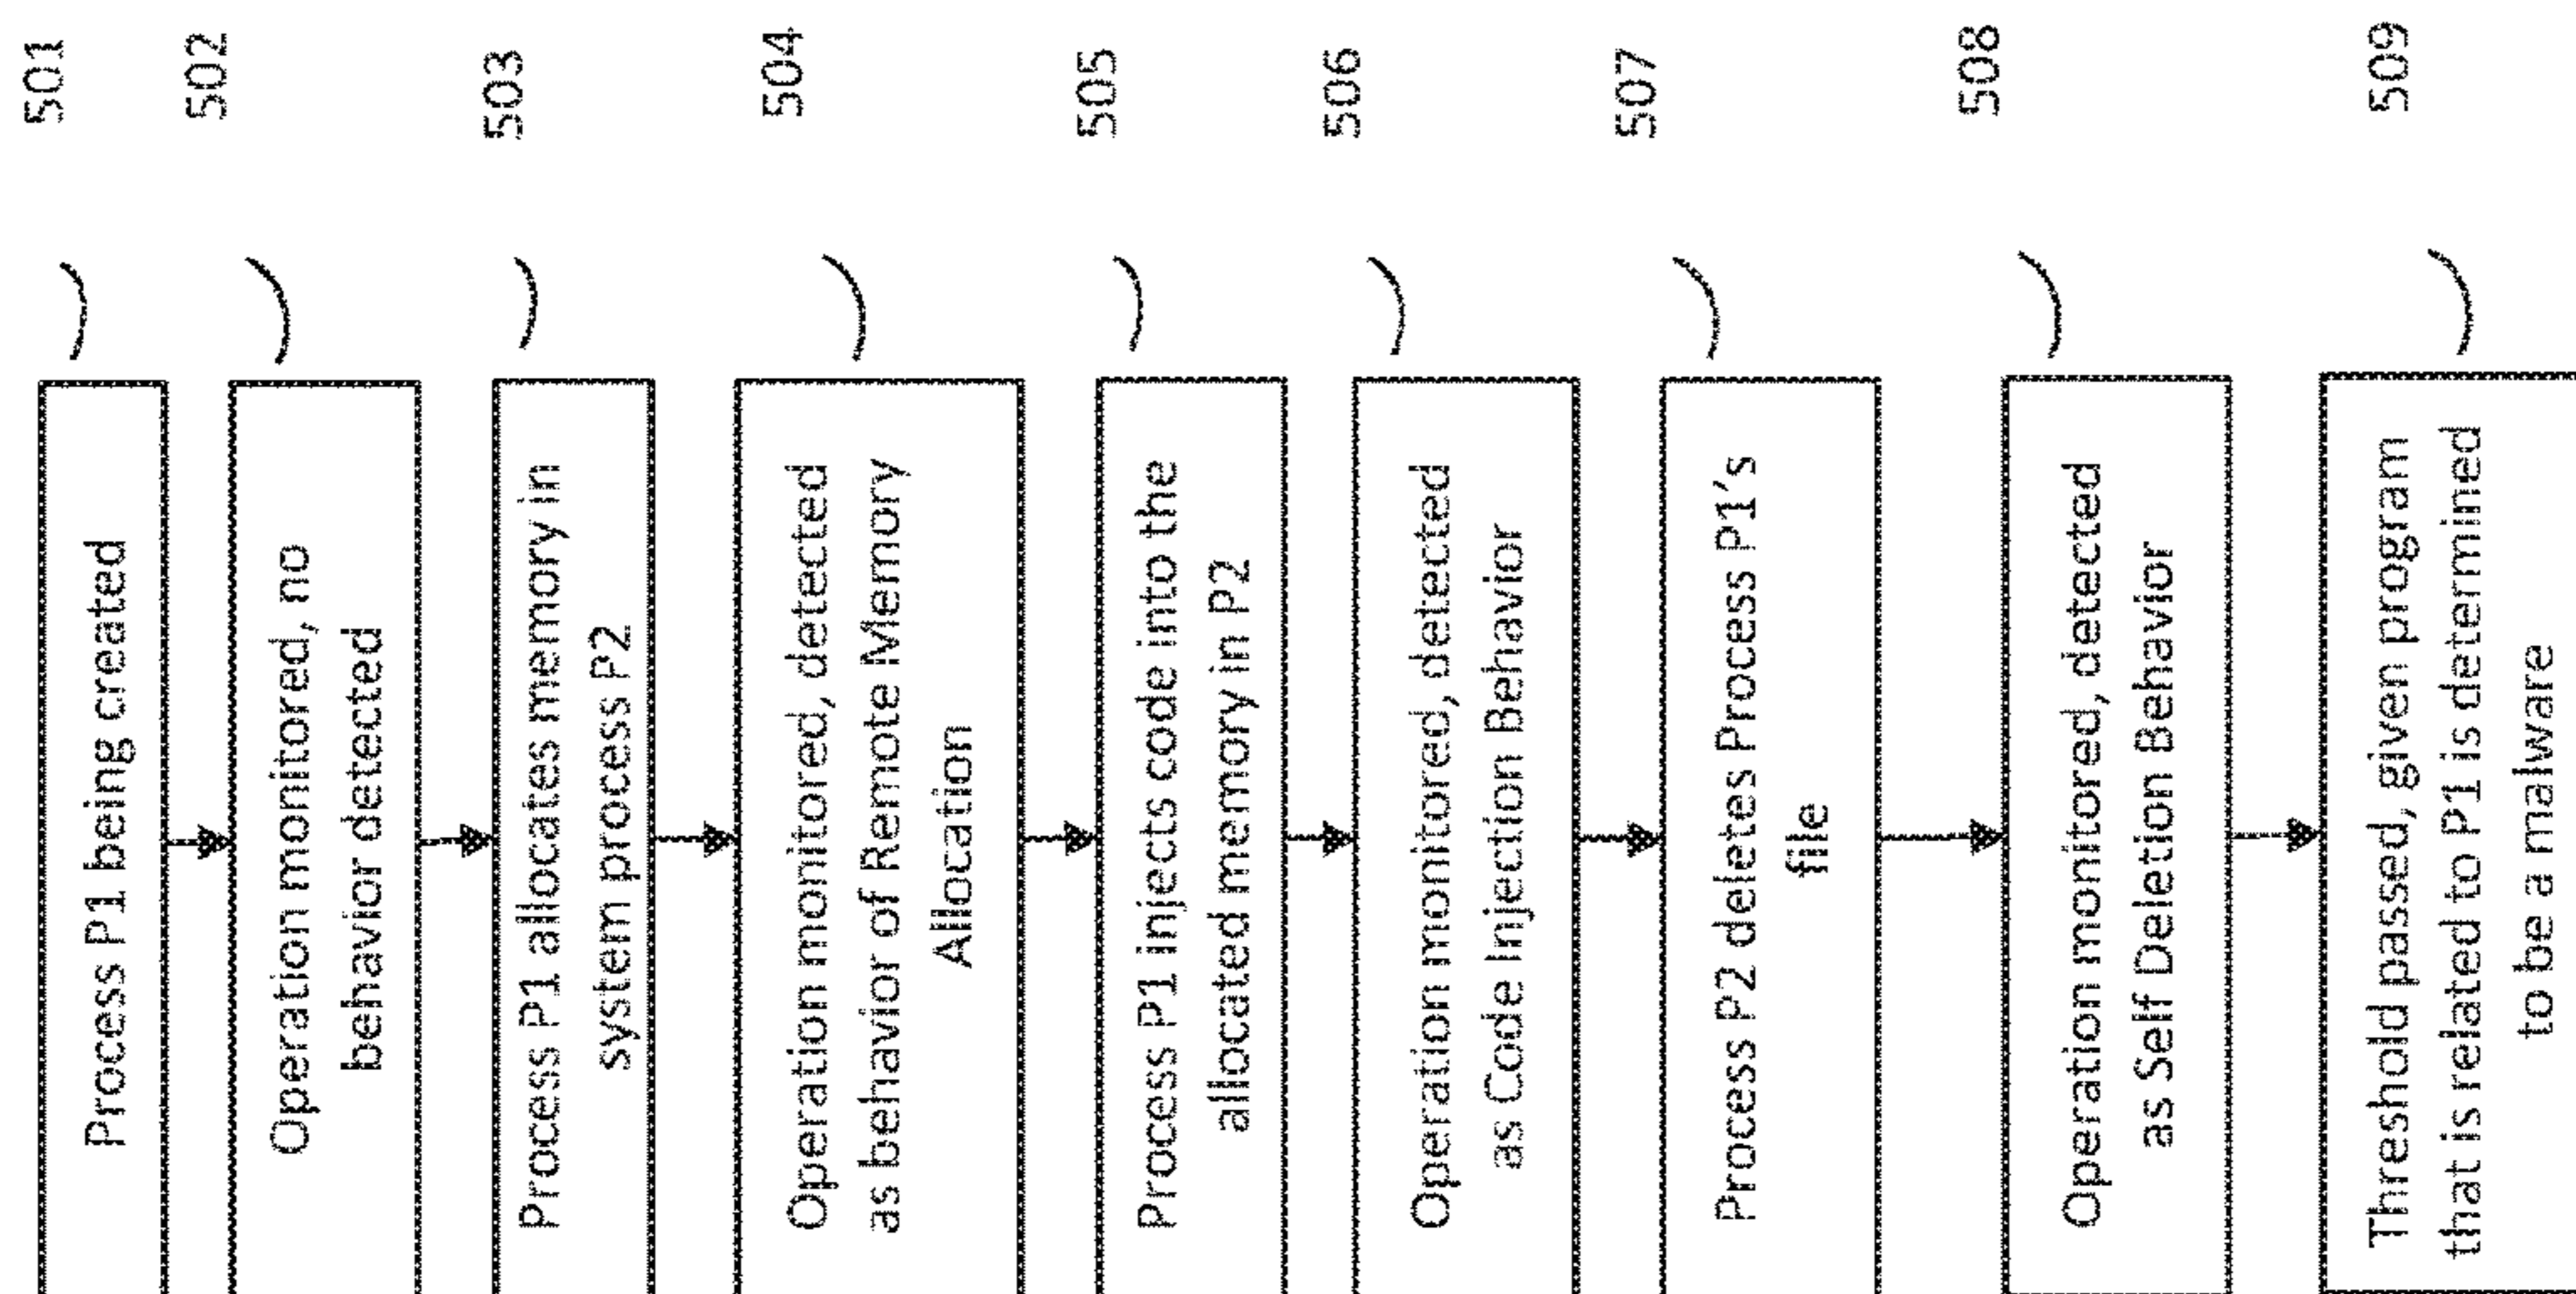 Process P1 being created
501
Operation monitored, no
behavior detected
502
Process P1 allocates memory in
system process P2
503
Operation monitored, detected
as behavior of Remote Memory
Allocation
504
Process P1 injects code into the
allocated memory in P2
505
Operation monitored, detected
as Code Injection Behavior
506
Process P2 deletes Process P1's
file
507
Operation monitored, detected
as Self Deletion Behavior
508
Threshold passed, given program
that is related to P1 is determined
to be a malware
509